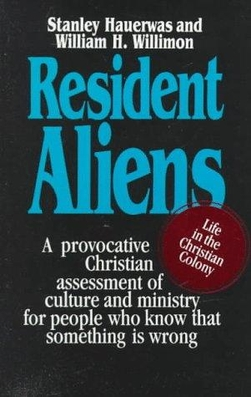 Stanley Hauerwas and
William H. Willimon
Resident
Aliens
Life
in the
Christian
Colony
A provocative
Christian
assessment of
culture and ministry
for people who know that
something is wrong